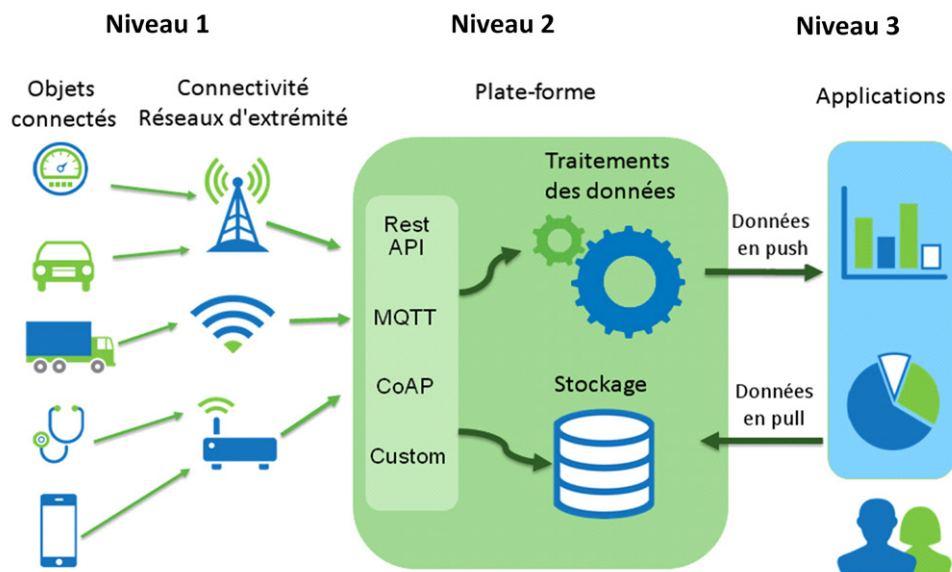 Niveau 1
Niveau 2
Niveau 3
Objets
connectés
Connectivité
Réseaux d'extrémité
Plate-forme
Applications
Rest
API
MQTT
CoAP
Custom
Traitements
des données
Stockage
Données
en push
Données
en pull